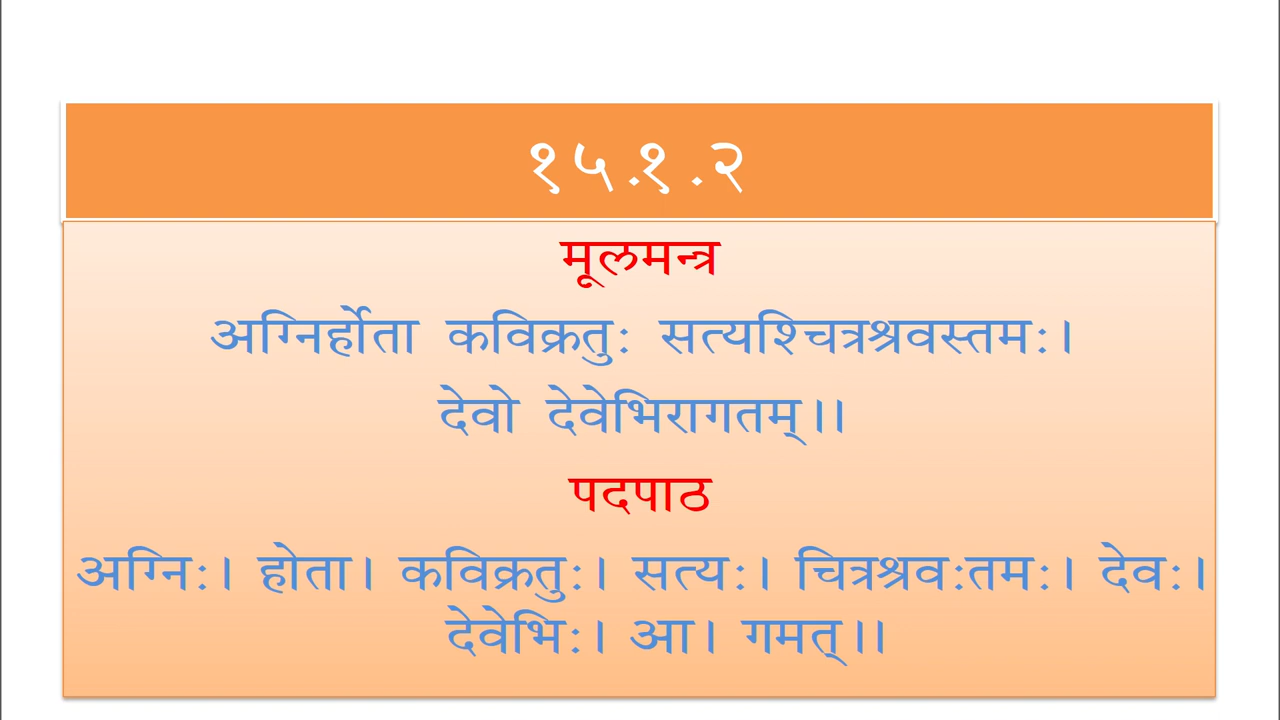 १५.१.२
मूलमन्त्र
अग्निर्होता कविक्रतुः सत्यश्चित्रश्रवस्तमः।
देवो देवेभिरागतम्।।
पदपाठ
अग्निः। होता। कविक्रतुः। सत्यः। चित्रश्रवःतमः। देवः।
देवेभिः। आ। गमत्।।